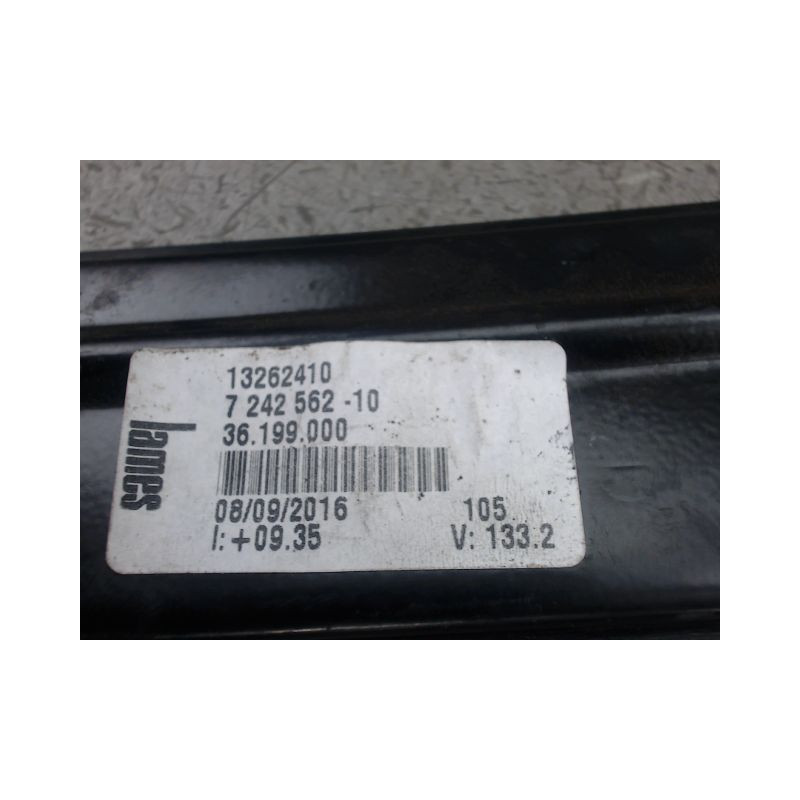 lames
13262410
7 242 562 -10
36.199.000
08/09/2016 105
I: +09.35 V: 133.2